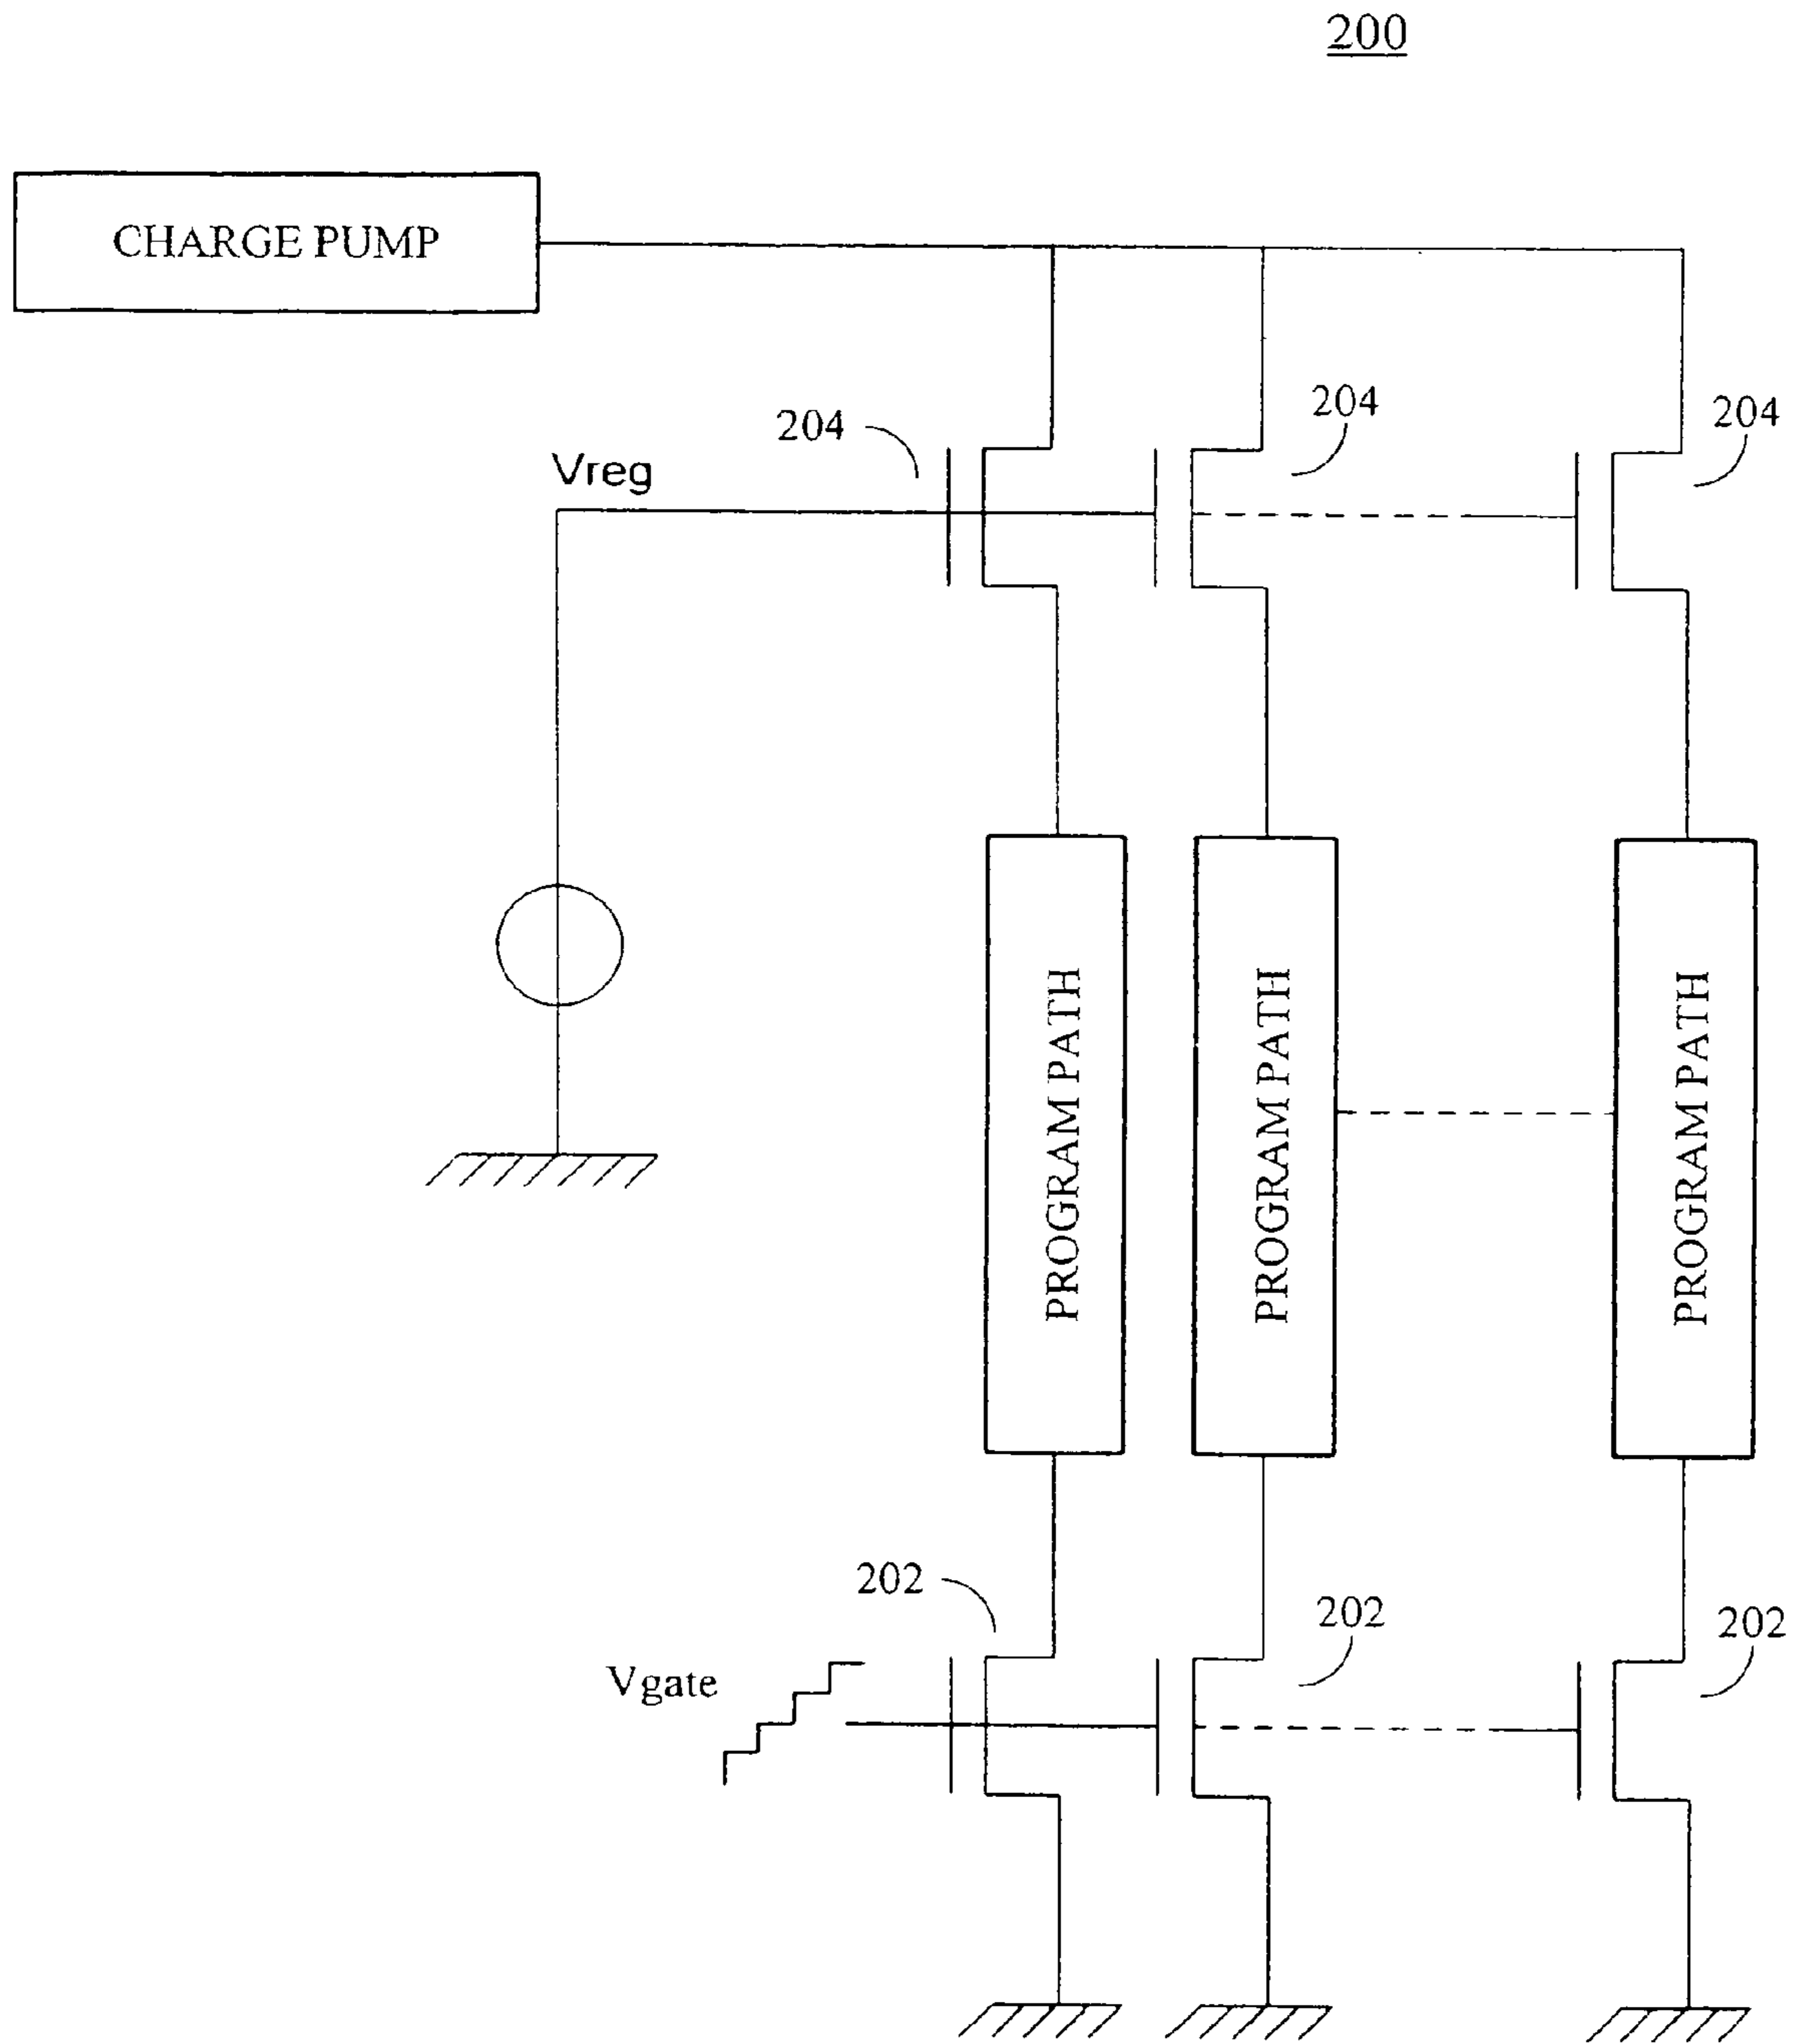 200
CHARGE PUMP
204
204
204
Vreg
PROGRAM PATH
PROGRAM PATH
PROGRAM PATH
202
202
202
Vgate